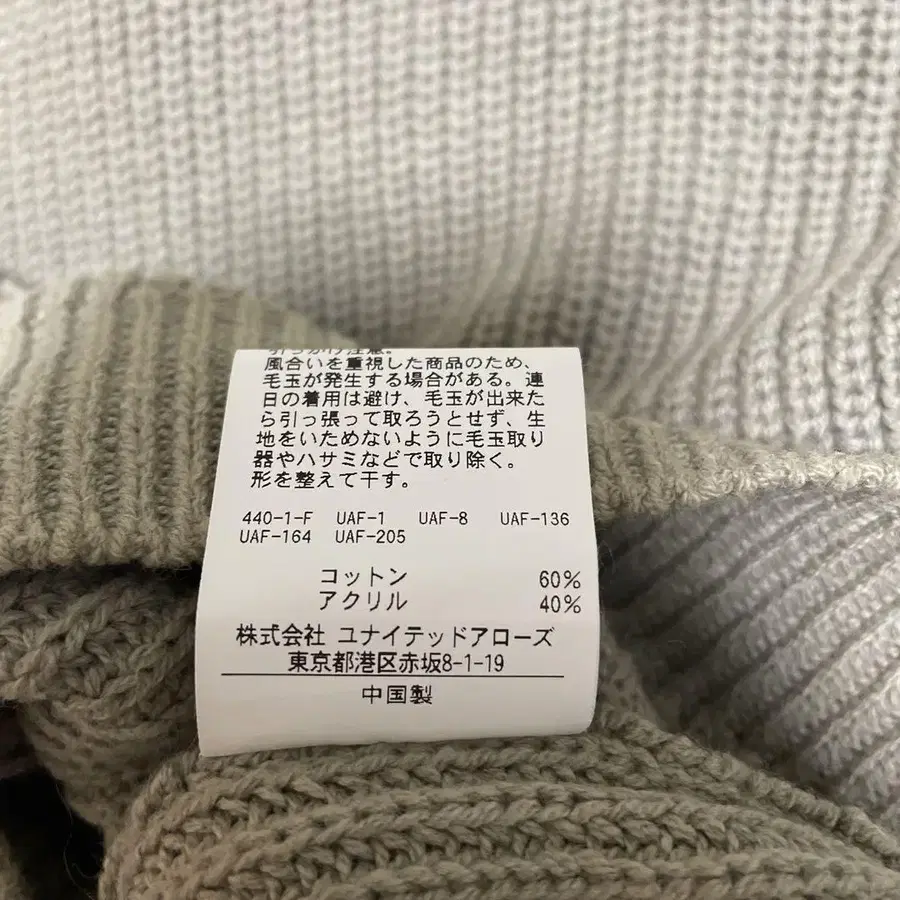 引っかけ注意。
風合いを重視した商品のため、
毛玉が発生する場合がある。連
日の着用は避け、毛玉が出来た
ら引っ張って取ろうとせず、生
地をいためないように毛玉取り
器やハサミなどで取り除く。
形を整えて干す。
440-1-F UAF-1 UAF-8 UAF-136
UAF-164 UAF-205
コットン 60%
アクリル 40%
株式会社 ユナイテッドアローズ
東京都港区赤坂8-1-19
中国製